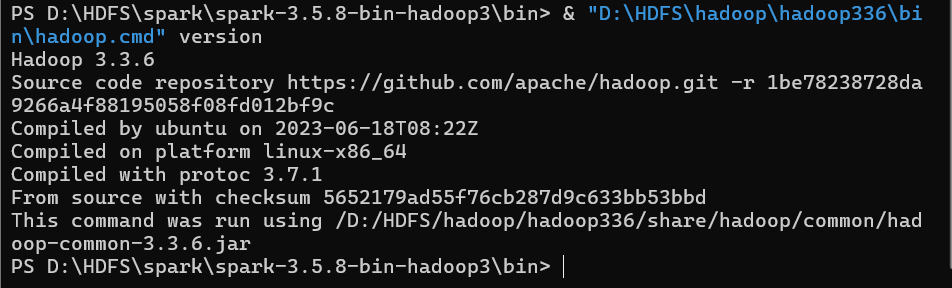 PS D:\HDFS\spark\spark-3.5.8-bin-hadoop3\bin> & "D:\HDFS\hadoop\hadoop336\bi
n\hadoop.cmd" version
Hadoop 3.3.6
Source code repository https://github.com/apache/hadoop.git -r 1be78238728da
9266a4f88195058f08fd012bf9c
Compiled by ubuntu on 2023-06-18T08:22Z
Compiled on platform linux-x86_64
Compiled with protoc 3.7.1
From source with checksum 5652179ad55f76cb287d9c633bb53bbd
This command was run using /D:/HDFS/hadoop/hadoop336/share/hadoop/common/had
oop-common-3.3.6.jar
PS D:\HDFS\spark\spark-3.5.8-bin-hadoop3\bin>